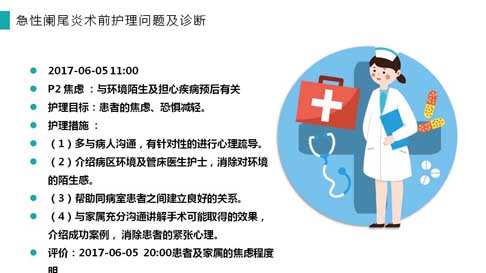 急性阑尾炎术前护理问题及诊断
2017-06-05 11:00
P2 焦虑 ：与环境陌生及担心疾病预后有关
护理目标：患者的焦虑、恐惧减轻。
护理措施 ：
（1）多与病人沟通，有针对性的进行心理疏导。
（2）介绍病区环境及管床医生护士，消除对环境
的陌生感。
（3）帮助同病室患者之间建立良好的关系。
（4）与家属充分沟通讲解手术可能取得的效果，
介绍成功案例， 消除患者的紧张心理。
评价：2017-06-05 20:00患者及家属的焦虑程度
明